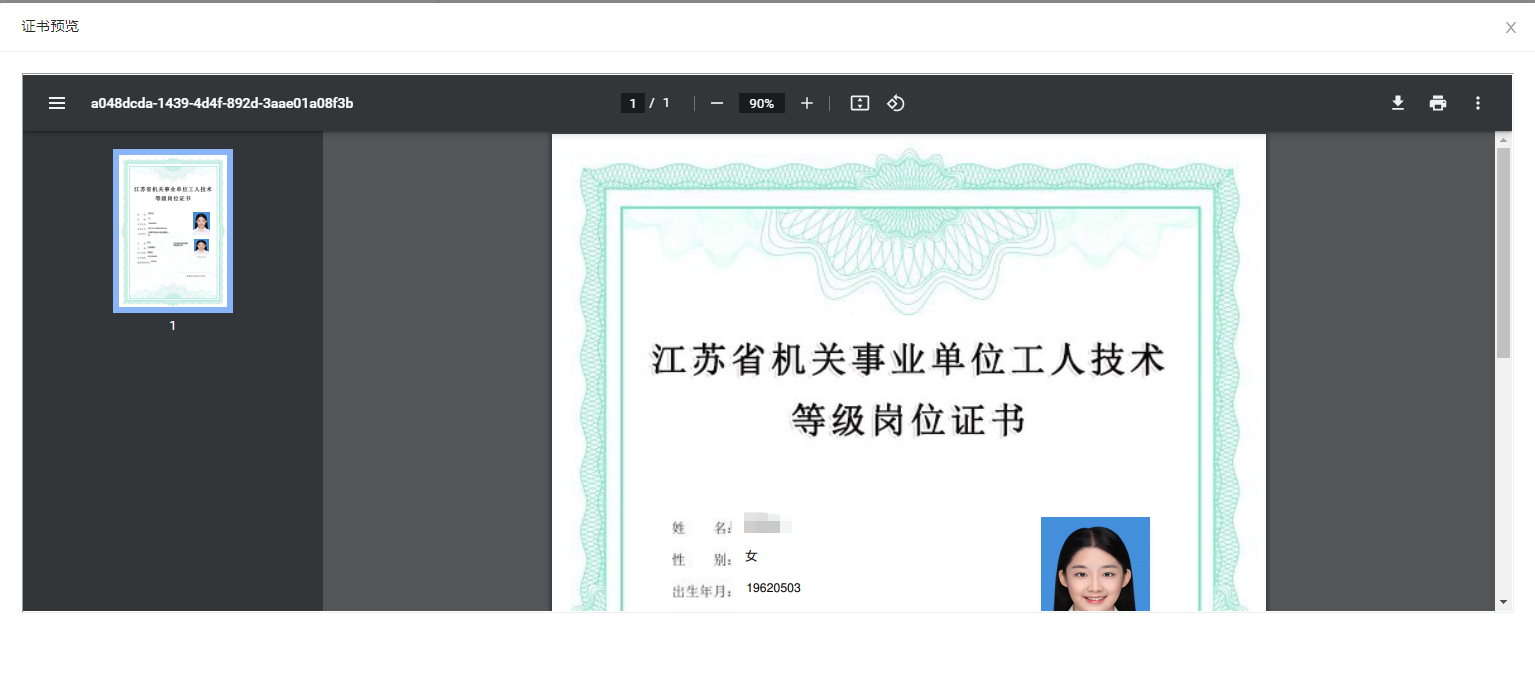 证书预览
a048dcda-1439-4d4f-892d-3aae01a08f3b
1 / 1
90%
1
江苏省机关事业单位工人技术
等级岗位证书
姓 名:
性 别: 女
出生年月: 19620503